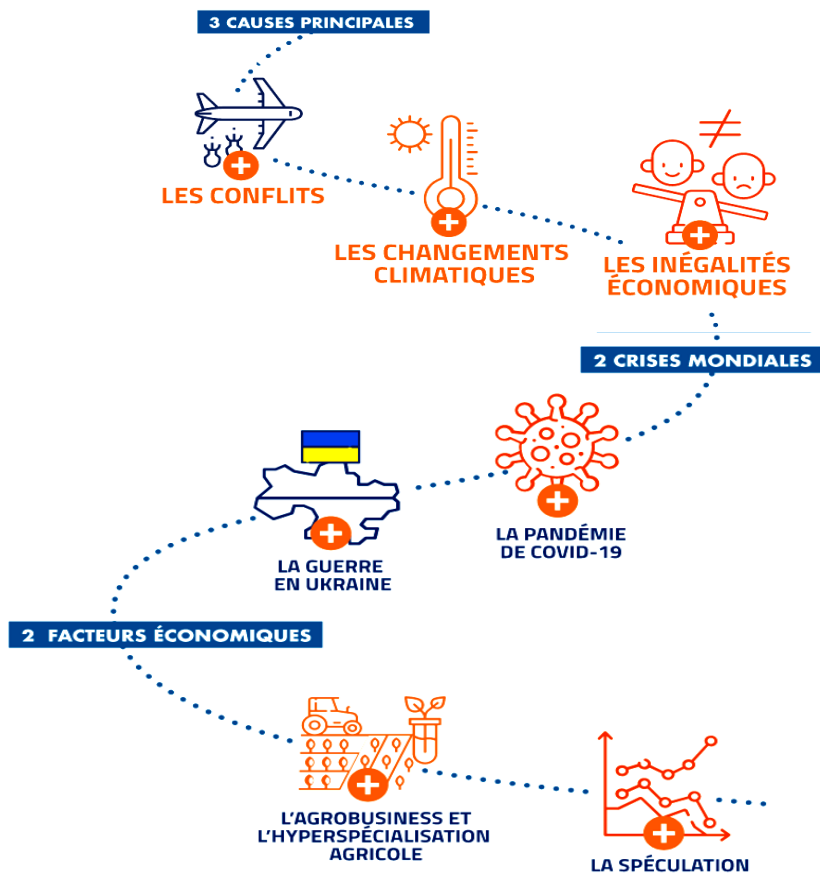 3 CAUSES PRINCIPALES
LES CONFLITS
LES CHANGEMENTS
CLIMATIQUES
LES INÉGALITÉS
ÉCONOMIQUES
2 CRISES MONDIALES
LA PANDÉMIE
DE COVID-19
LA GUERRE
EN UKRAINE
2 FACTEURS ÉCONOMIQUES
L'AGROBUSINESS ET
L'HYPERSPÉCIALISATION
AGRICOLE
LA SPÉCULATION